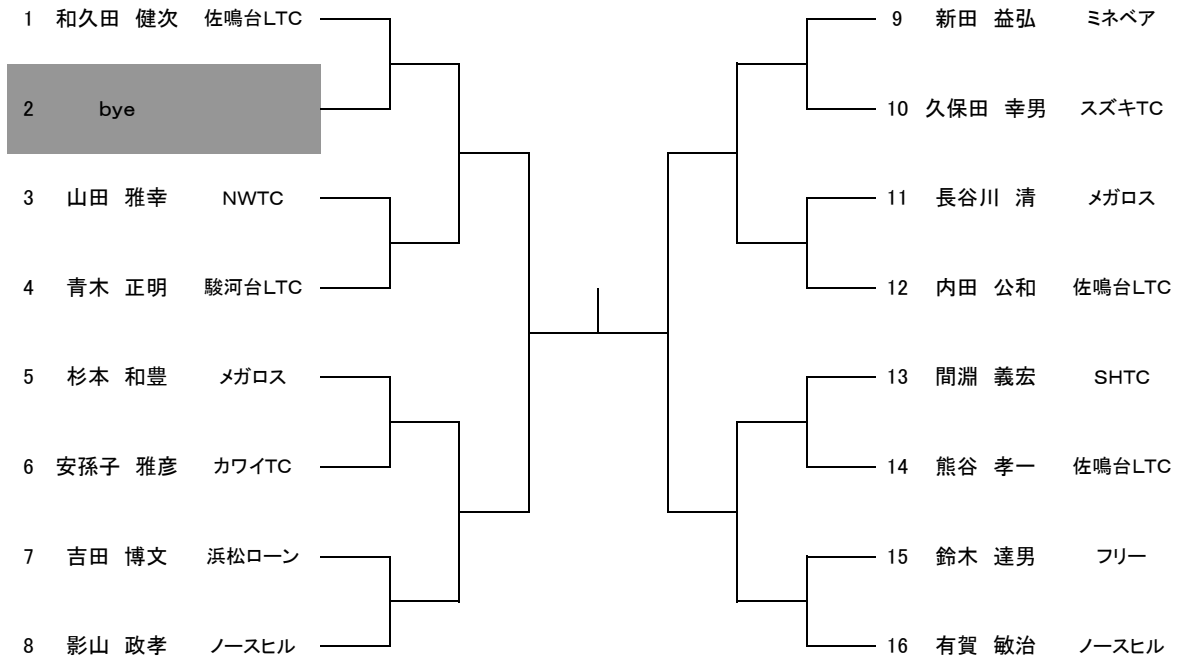 1 和久田 健次 佐鳴台LTC
2 bye
3 山田 雅幸 NWTC
4 青木 正明 駿河台LTC
5 杉本 和豊 メガロス
6 安孫子 雅彦 カワイTC
7 吉田 博文 浜松ローン
8 影山 政孝 ノースヒル
9 新田 益弘 ミネベア
10 久保田 幸男 スズキTC
11 長谷川 清 メガロス
12 内田 公和 佐鳴台LTC
13 間淵 義宏 SHTC
14 熊谷 孝一 佐鳴台LTC
15 鈴木 達男 フリー
16 有賀 敏治 ノースヒル